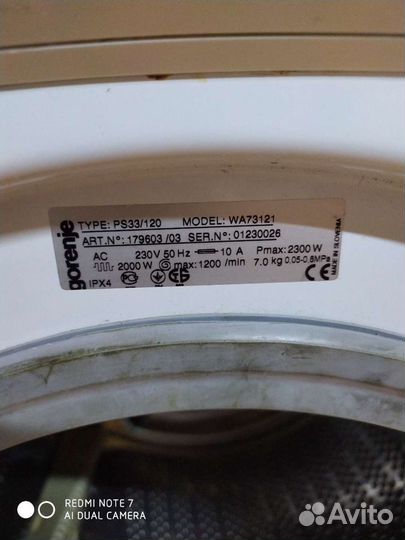 gorenje
TYPE: PS33/120 MODEL: WA73121
ART.N°: 179603 /03 SER.N°: 01230026
AC 230V 50 Hz 10 A Pmax: 2300 W
2000 W max: 1200 /min 7.0 kg 0.05-0,8MPa
IPX4
CE
MADE IN SLOVENIA
REDMI NOTE 7
AI DUAL CAMERA
Avito